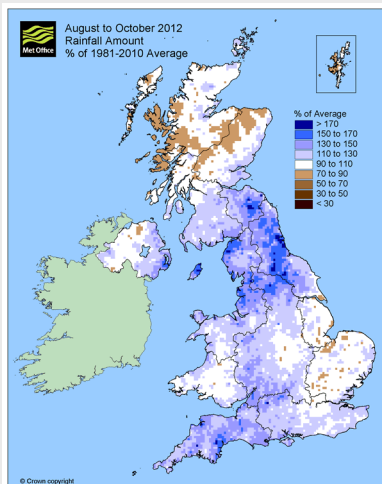 Met Office
August to October 2012
Rainfall Amount
% of 1981-2010 Average
% of Average
> 170
150 to 170
130 to 150
110 to 130
90 to 110
70 to 90
50 to 70
30 to 50
< 30
© Crown copyright